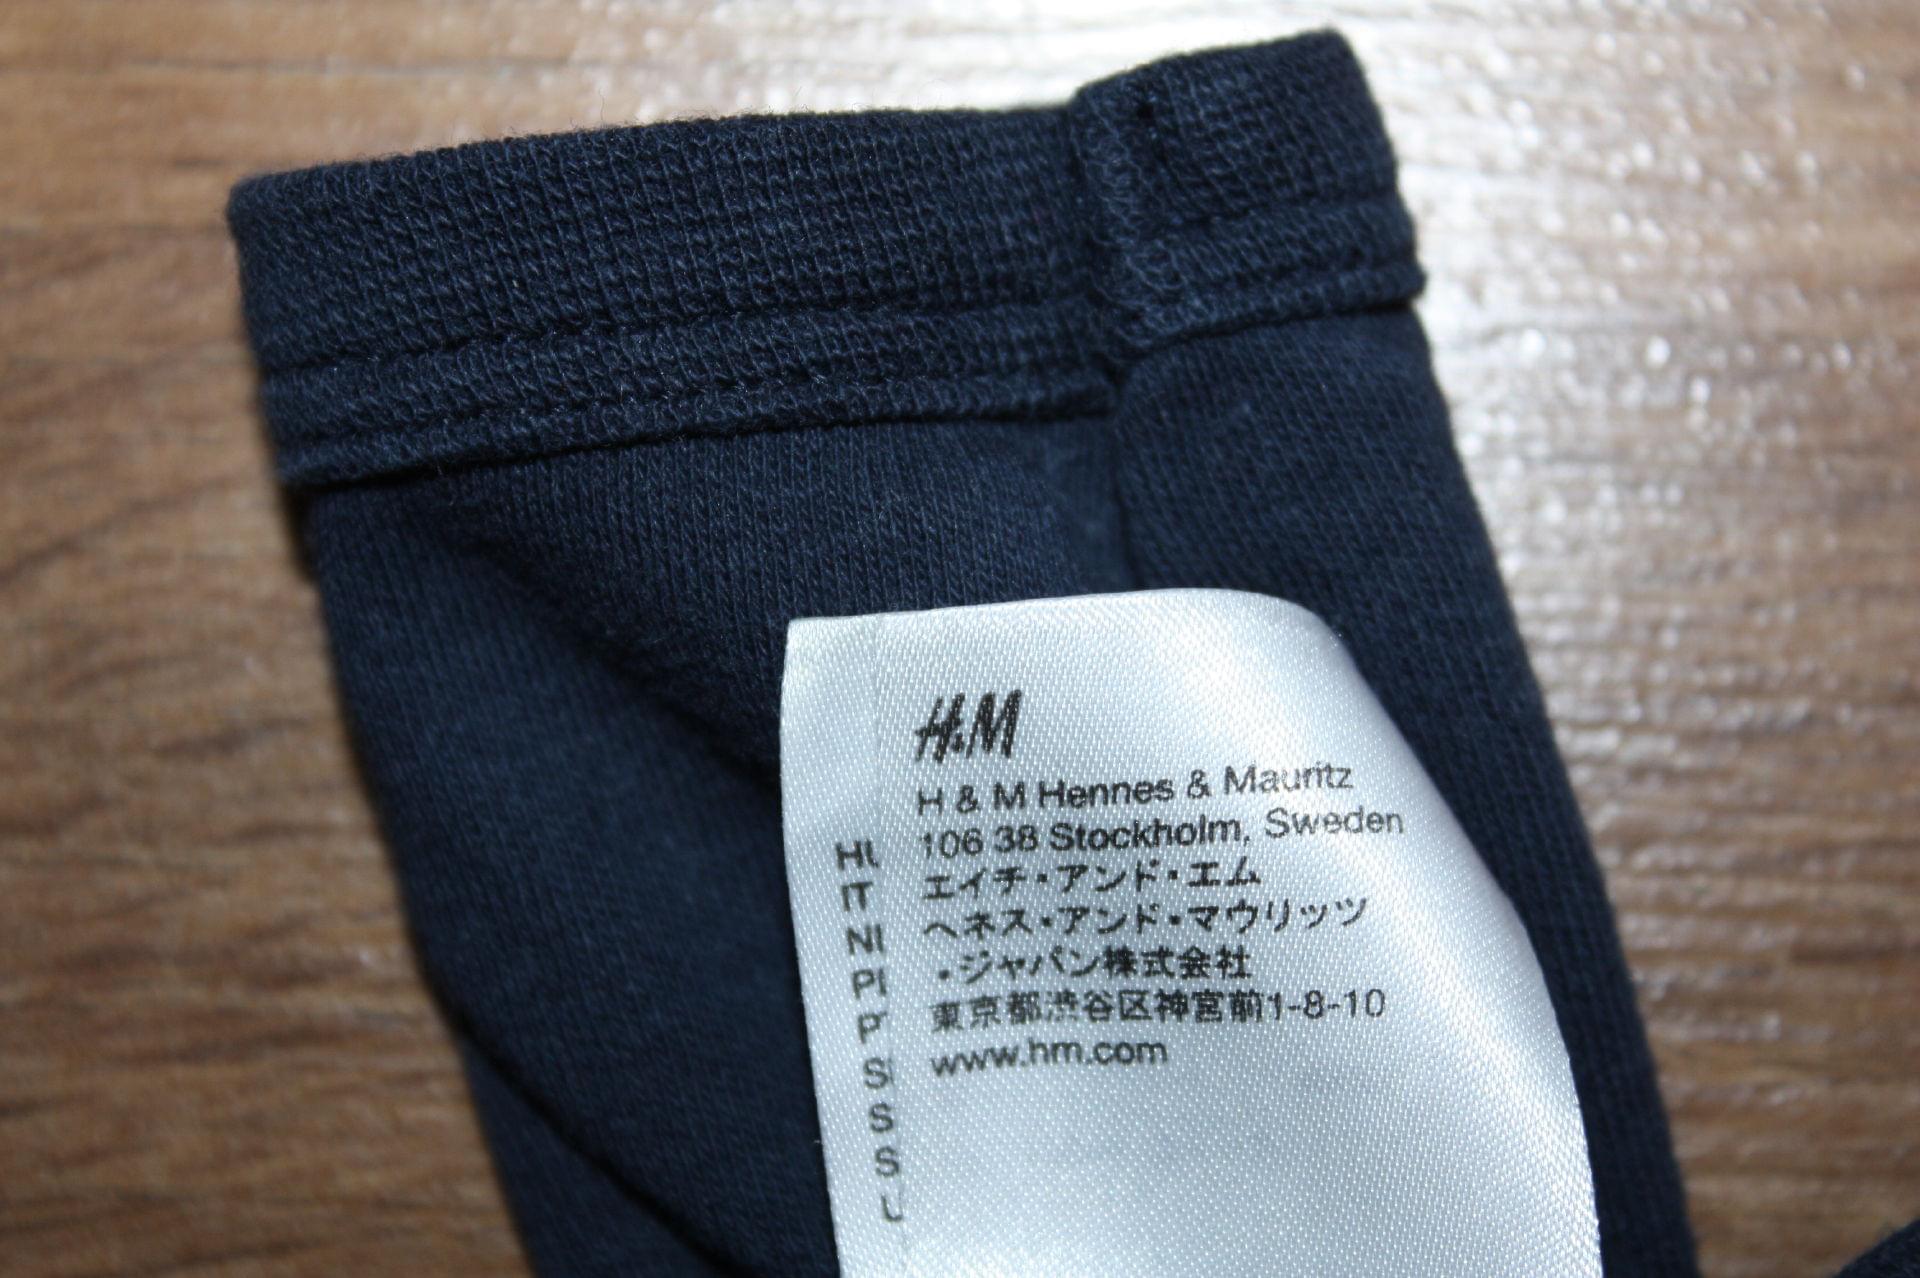 H&M
H & M Hennes & Mauritz
106 38 Stockholm, Sweden
エイチ・アンド・エム
ヘネス・アンド・マウリッツ
・ジャパン株式会社
東京都渋谷区神宮前1-8-10
www.hm.com